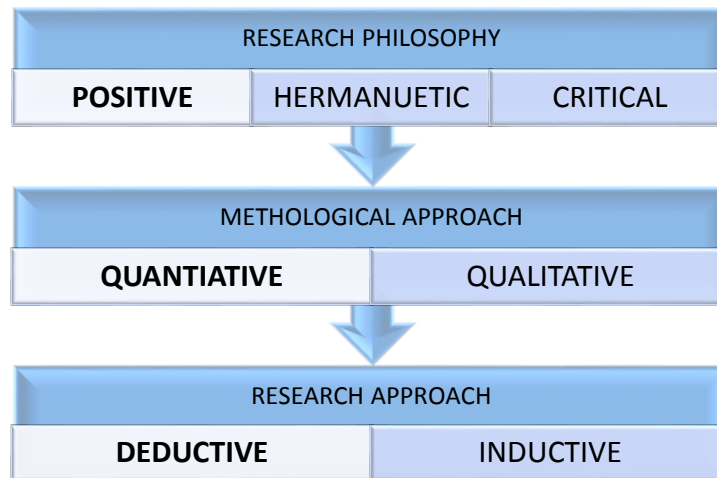 RESEARCH PHILOSOPHY
POSITIVE HERMANUETIC CRITICAL
METHOLOGICAL APPROACH
QUANTIATIVE QUALITATIVE
RESEARCH APPROACH
DEDUCTIVE INDUCTIVE